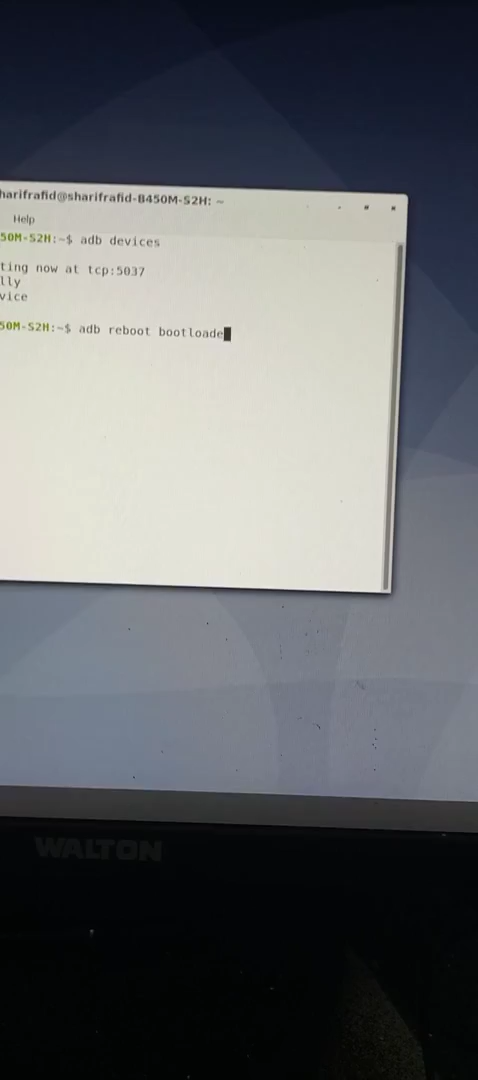 harifrafid@sharifrafid-B450M-S2H: ~
Help
50M-S2H:~$ adb devices
ting now at tcp:5037
lly
vice
50M-S2H:~$ adb reboot bootloade
WALTON